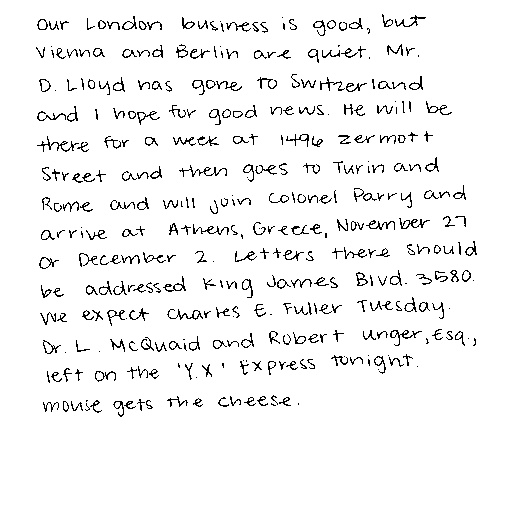 Our London business is good, but
Vienna and Berlin are quiet. Mr.
D. Lloyd has gone to Switzerland
and I hope for good news. He will be
there for a week at 1496 Zermott
Street and then goes to Turin and
Rome and will join Colonel Parry and
arrive at Athens, Greece, November 27
or December 2. Letters there should
be addressed King James Blvd. 3580.
We expect Charles E. Fuller Tuesday.
Dr. L. McQuaid and Robert Unger, Esq.,
left on the 'Y.X' Express tonight.
mouse gets the cheese.